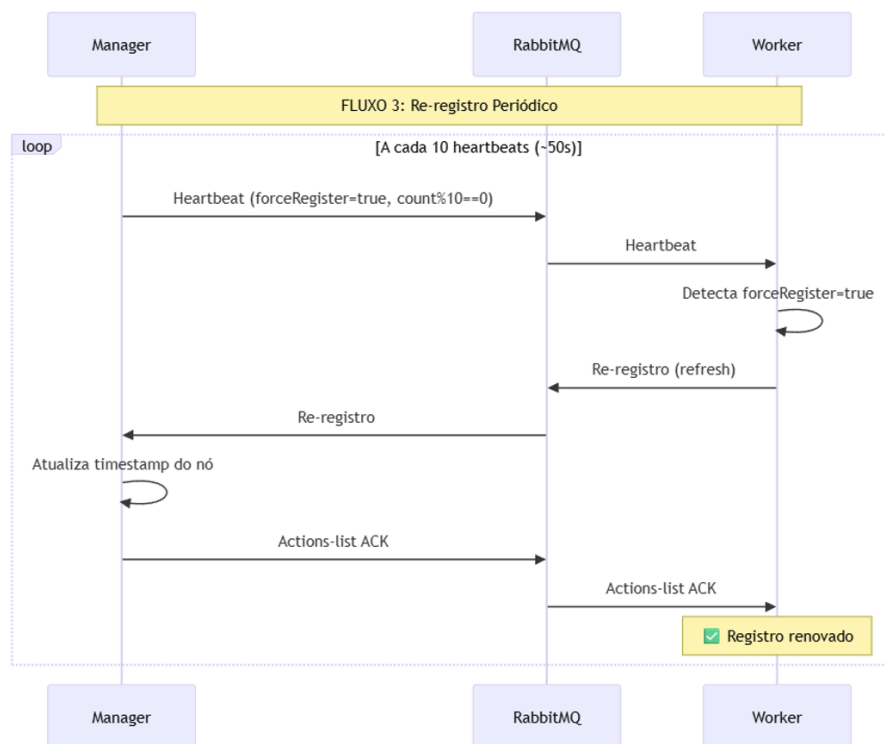 Manager
RabbitMQ
Worker
FLUXO 3: Re-registro Periódico
loop
[A cada 10 heartbeats (~50s)]
Heartbeat (forceRegister=true, count%10==0)
Heartbeat
Detecta forceRegister=true
Re-registro (refresh)
Re-registro
Atualiza timestamp do nó
Actions-list ACK
Actions-list ACK
✅ Registro renovado
Manager
RabbitMQ
Worker